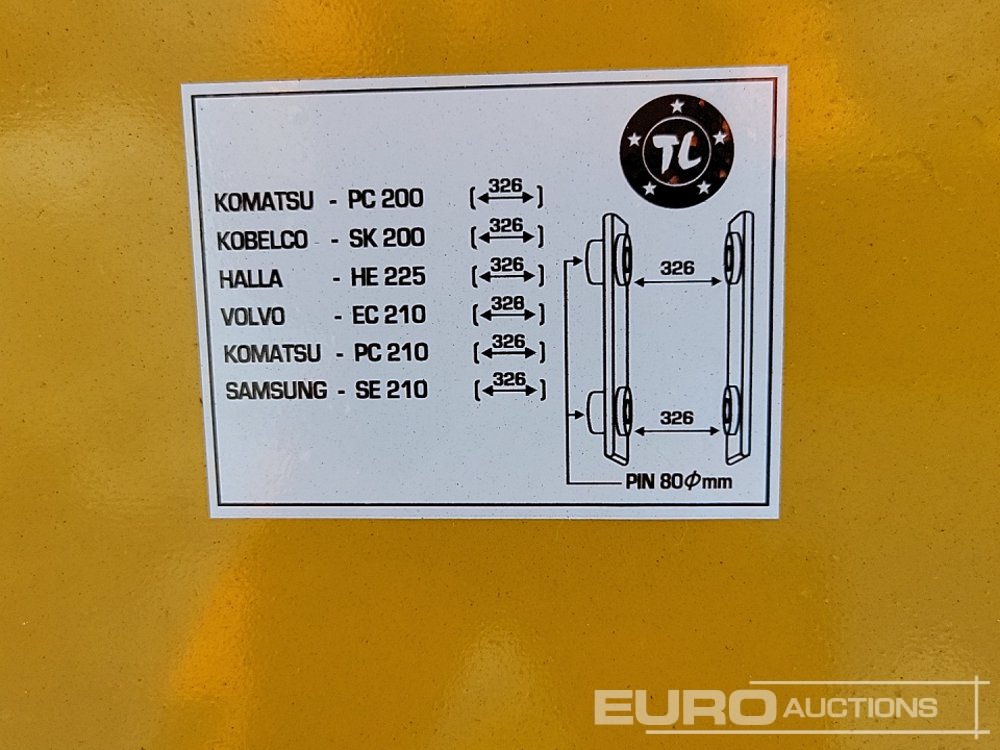 TL
KOMATSU - PC 200 [326]
KOBELCO - SK 200 [326]
HALLA - HE 225 [326]
VOLVO - EC 210 [326]
KOMATSU - PC 210 [326]
SAMSUNG - SE 210 [326]
326
326
PIN 80ϕmm
EURO AUCTIONS